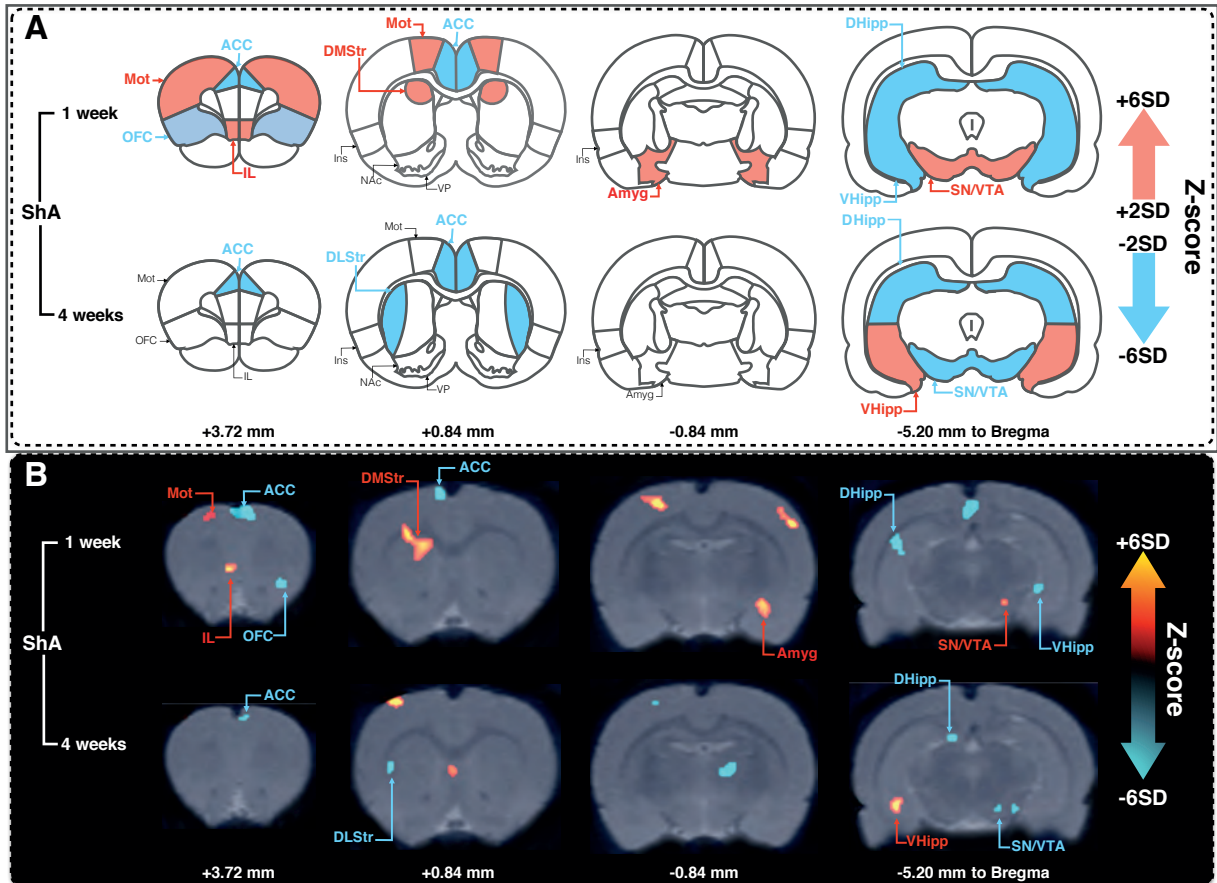 A
Mot
ACC
DHipp
ACC
DMStr
Mot
+6SD
1 week
OFC
Ins
NAc
VP
Ins
IL
Amyg
VHipp
SN/VTA
ShA
+2SD
Z-score
-2SD
ACC
Mot
ACC
DHipp
DLStr
Mot
4 weeks
OFC
Ins
IL
NAc
VP
Ins
Amyg
SN/VTA
VHipp
-6SD
+3.72 mm
+0.84 mm
-0.84 mm
-5.20 mm to Bregma
B
Mot
ACC
DMStr
ACC
DHipp
1 week
+6SD
IL
OFC
Amyg
SN/VTA
VHipp
ShA
Z-score
ACC
DHipp
4 weeks
DLStr
VHipp
SN/VTA
-6SD
+3.72 mm
+0.84 mm
-0.84 mm
-5.20 mm to Bregma